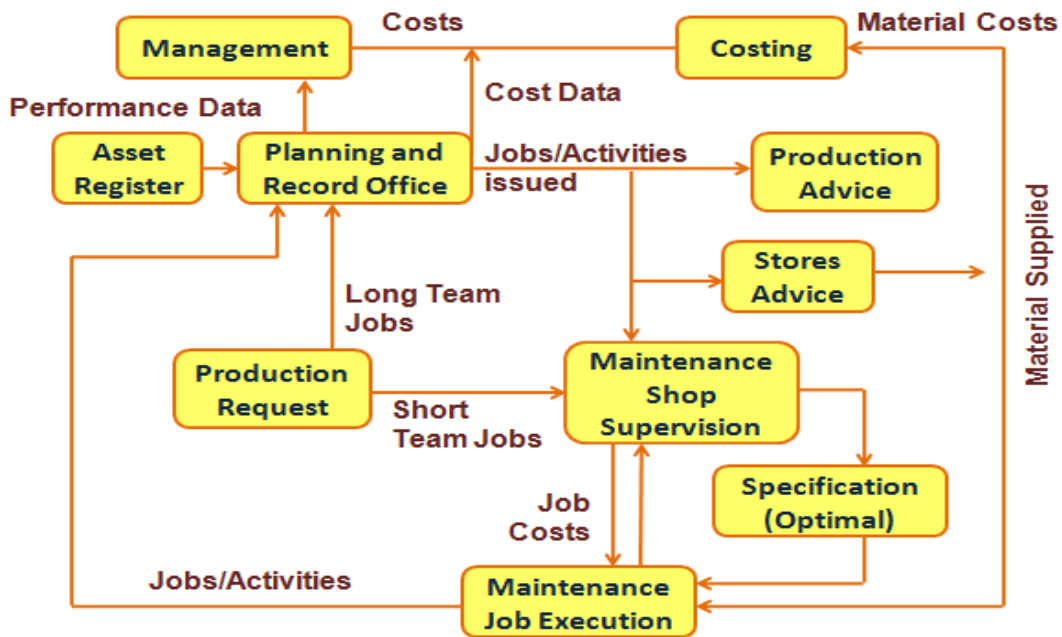 Costs
Material Costs
Management
Costing
Performance Data
Cost Data
Asset
Register
Planning and
Record Office
Jobs/Activities
issued
Production
Advice
Stores
Advice
Material Supplied
Long Team
Jobs
Production
Request
Maintenance
Shop
Supervision
Short
Team Jobs
Specification
(Optimal)
Job
Costs
Jobs/Activities
Maintenance
Job Execution